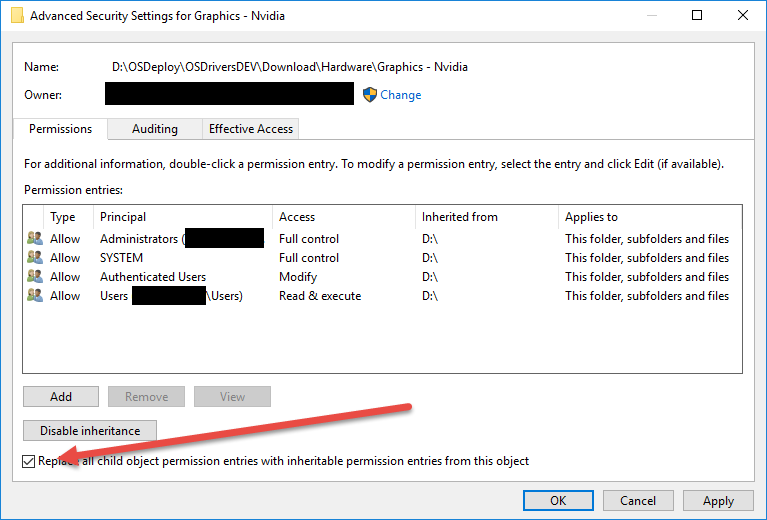 Advanced Security Settings for Graphics - Nvidia
Name: D:\OSDeploy\OSDriversDEV\Download\Hardware\Graphics - Nvidia
Owner: Change
Permissions Auditing Effective Access
For additional information, double-click a permission entry. To modify a permission entry, select the entry and click Edit (if available).
Permission entries:
Type Principal Access Inherited from Applies to
Allow Administrators ( Full control D:\ This folder, subfolders and files
Allow SYSTEM Full control D:\ This folder, subfolders and files
Allow Authenticated Users Modify D:\ This folder, subfolders and files
Allow Users \Users) Read & execute D:\ This folder, subfolders and files
Add Remove View
Disable inheritance
Replace all child object permission entries with inheritable permission entries from this object
OK Cancel Apply